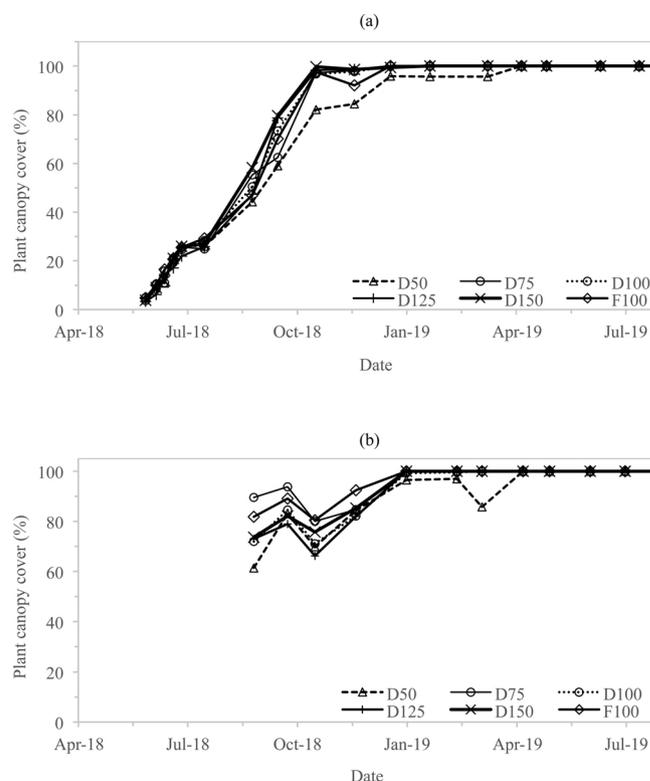 (a)
Plant canopy cover (%)
100
80
60
40
20
0
D50 D75 D100
D125 D150 F100
Apr-18 Jul-18 Oct-18 Jan-19 Apr-19 Jul-19
Date
(b)
Plant canopy cover (%)
100
80
60
40
20
0
D50 D75 D100
D125 D150 F100
Apr-18 Jul-18 Oct-18 Jan-19 Apr-19 Jul-19
Date